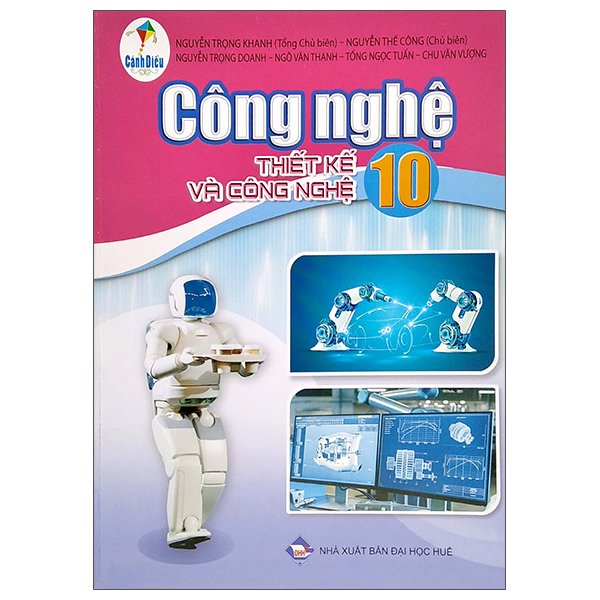 Cánh Diều
NGUYỄN TRỌNG KHANH (Tổng Chủ biên) – NGUYỄN THẾ CÔNG (Chủ biên)
NGUYỄN TRỌNG DOANH – NGÔ VĂN THANH – TỐNG NGỌC TUẤN – CHU VĂN VƯỢNG
Công nghệ
THIẾT KẾ
VÀ CÔNG NGHỆ
10
NHÀ XUẤT BẢN ĐẠI HỌC HUẾ